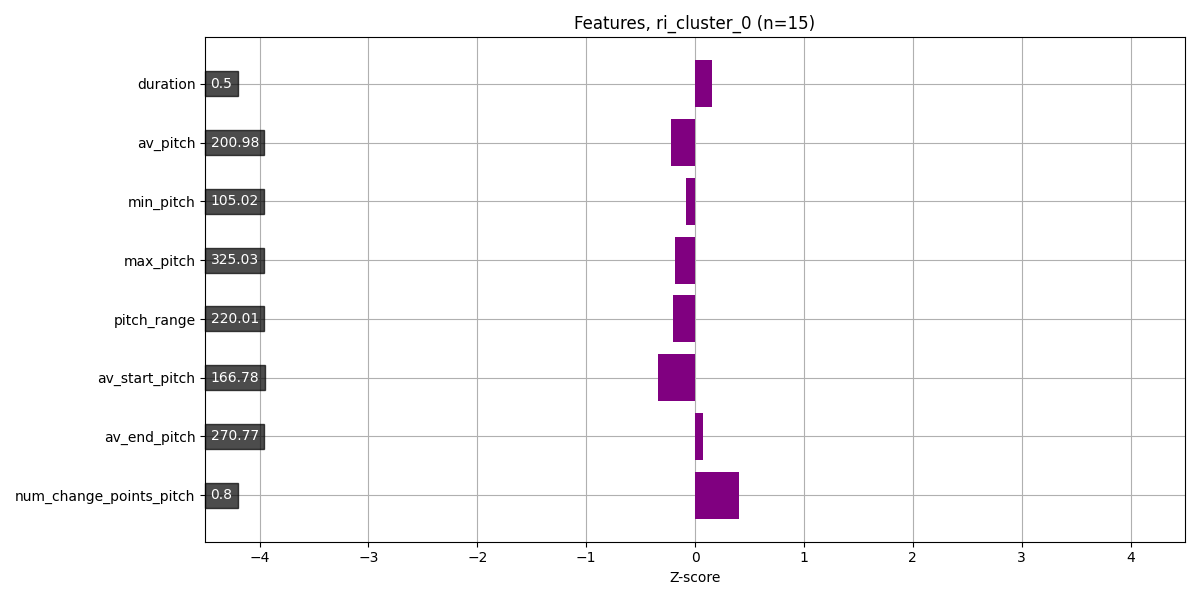 Features, ri_cluster_0 (n=15)
duration 0.5
av_pitch 200.98
min_pitch 105.02
max_pitch 325.03
pitch_range 220.01
av_start_pitch 166.78
av_end_pitch 270.77
num_change_points_pitch 0.8
−4 −3 −2 −1 0 1 2 3 4
Z-score